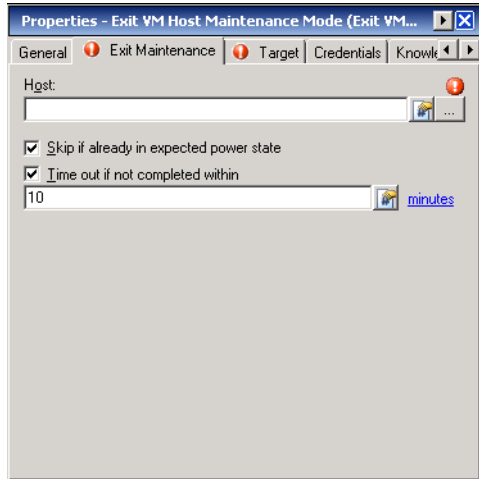 Properties - Exit VM Host Maintenance Mode (Exit VM...
General Exit Maintenance Target Credentials Knowle
Host:
...
Skip if already in expected power state
Time out if not completed within
10 minutes